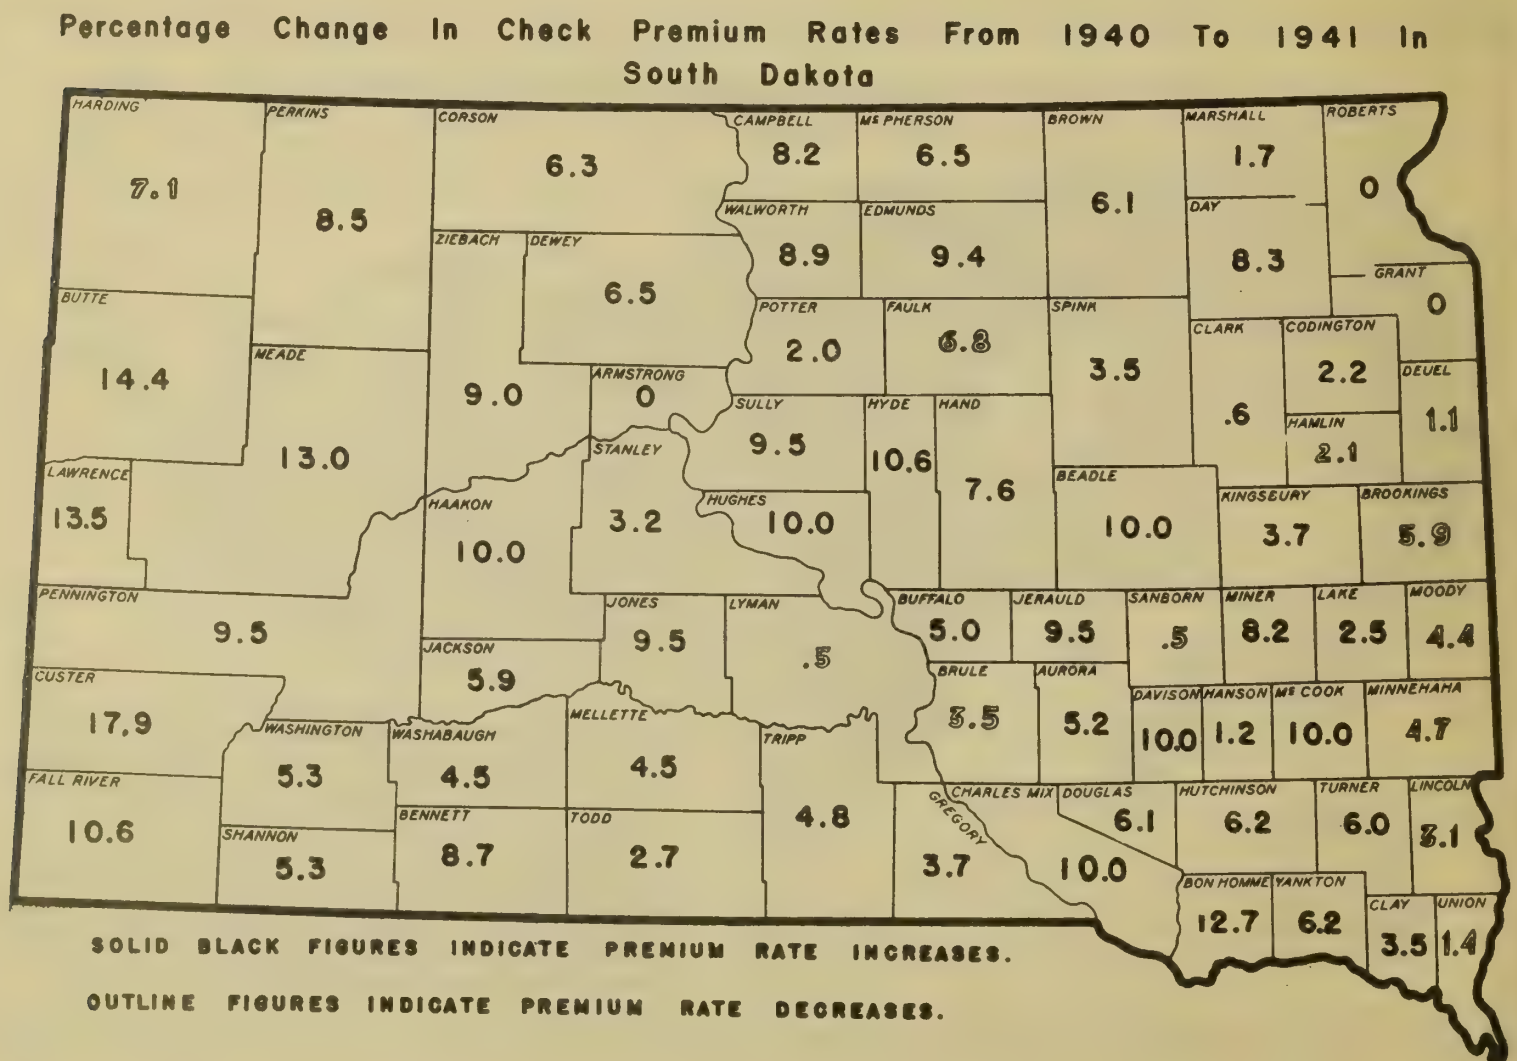 Percentage Change In Check Premium Rates From 1940 To 1941 In
South Dakota
HARDING
7.1
PERKINS
8.5
CORSON
6.3
CAMPBELL
8.2
Mc PHERSON
6.5
BROWN
6.1
MARSHALL
1.7
ROBERTS
0
WALWORTH
8.9
EDMUNDS
9.4
DAY
8.3
ZIEBACH
9.0
DEWEY
6.5
GRANT
0
BUTTE
14.4
MEADE
13.0
POTTER
2.0
FAULK
6.8
SPINK
3.5
CLARK
.6
CODINGTON
2.2
DEUEL
1.1
ARMSTRONG
0
SULLY
9.5
HYDE
10.6
HAND
7.6
HAMLIN
2.1
LAWRENCE
13.5
STANLEY
3.2
HAAKON
10.0
HUGHES
10.0
BEADLE
10.0
KINGSBURY
3.7
BROOKINGS
5.9
PENNINGTON
9.5
JONES
9.5
LYMAN
.5
BUFFALO
5.0
JERAULD
9.5
SANBORN
.5
MINER
8.2
LAKE
2.5
MOODY
4.4
JACKSON
5.9
CUSTER
17.9
BRULE
3.5
AURORA
5.2
DAVISON
10.0
HANSON
1.2
Mc COOK
10.0
MINNEHAHA
4.7
WASHINGTON
5.3
WASHABAUGH
4.5
MELLETTE
4.5
TRIPP
4.8
FALL RIVER
10.6
SHANNON
5.3
BENNETT
8.7
TODD
2.7
GREGORY
3.7
CHARLES MIX
10.0
DOUGLAS
6.1
HUTCHINSON
6.2
TURNER
6.0
LINCOLN
3.1
BON HOMME
12.7
YANKTON
6.2
CLAY
3.5
UNION
1.4
SOLID BLACK FIGURES INDICATE PREMIUM RATE INCREASES.
OUTLINE FIGURES INDICATE PREMIUM RATE DECREASES.